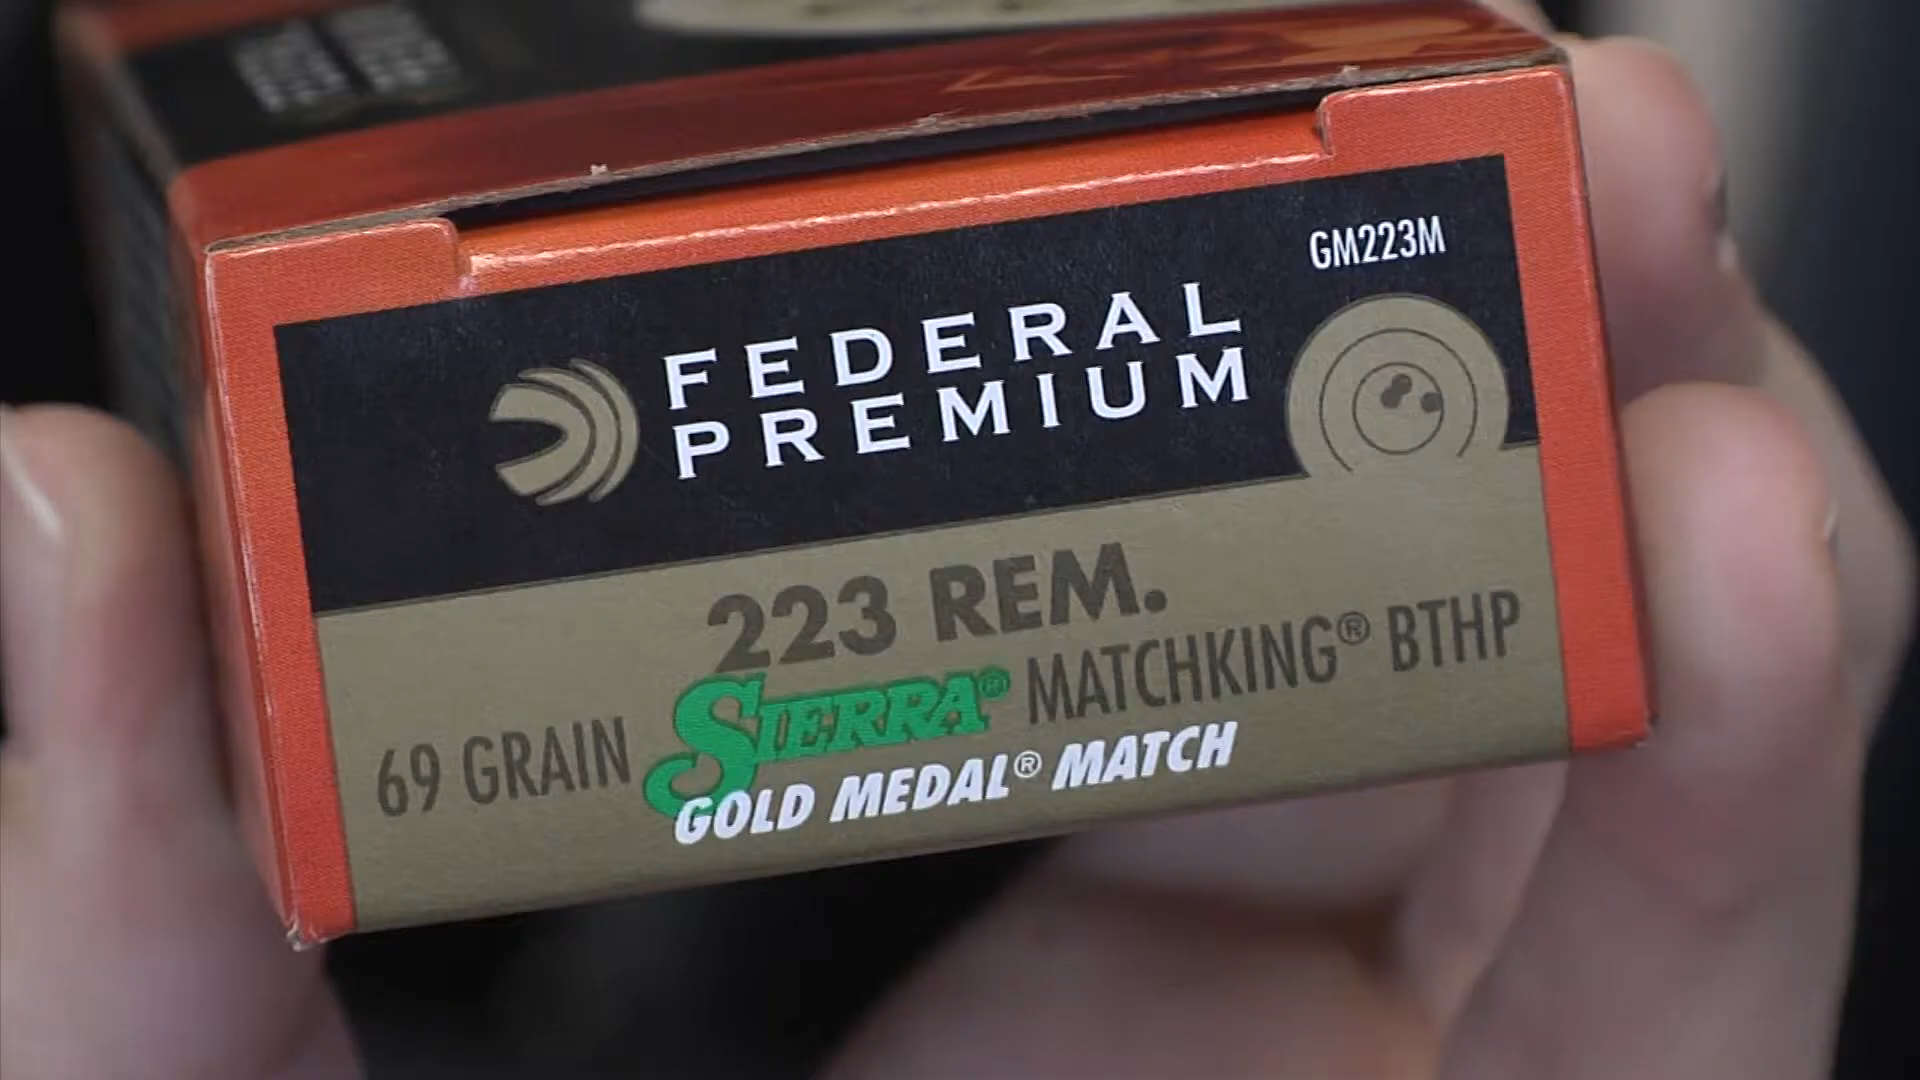 GM223M
FEDERAL
PREMIUM
223 REM.
69 GRAIN SIERRA® MATCHKING® BTHP
GOLD MEDAL® MATCH